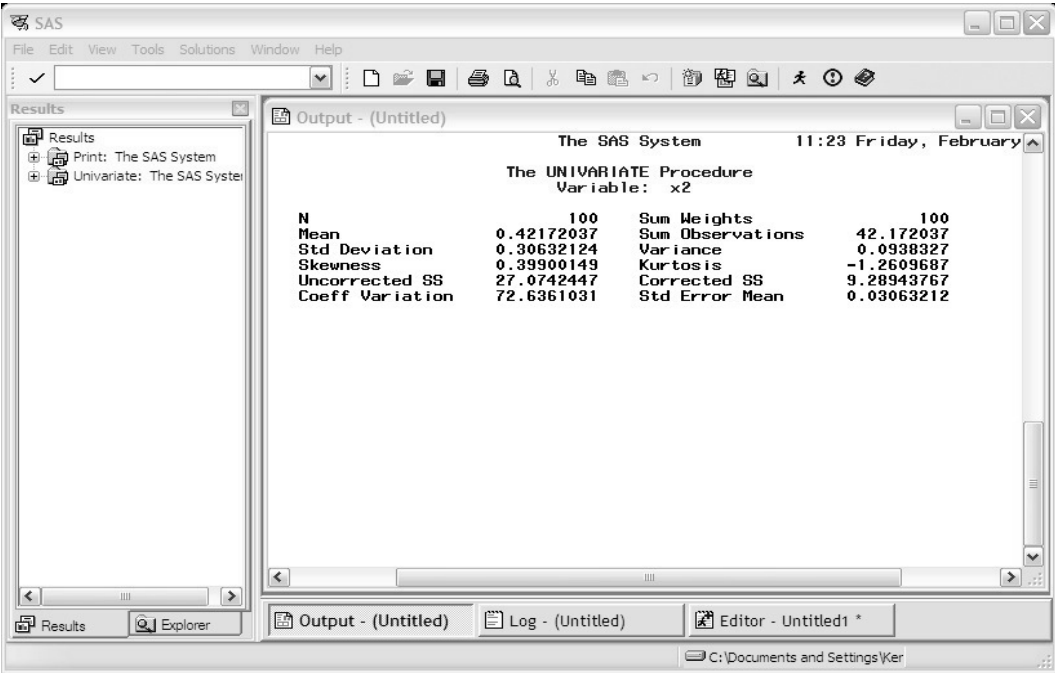 SAS
File Edit View Tools Solutions Window Help
Results
Results
Print: The SAS System
Univariate: The SAS Syster
Output - (Untitled)
The SAS System 11:23 Friday, February
The UNIVARIATE Procedure
Variable: x2
N 100 Sum Weights 100
Mean 0.42172037 Sum Observations 42.172037
Std Deviation 0.30632124 Variance 0.0938327
Skewness 0.39900149 Kurtosis -1.2609687
Uncorrected SS 27.0742447 Corrected SS 9.28943767
Coeff Variation 72.6361031 Std Error Mean 0.03063212
Results Explorer
Output - (Untitled) Log - (Untitled) Editor - Untitled1 *
C:\Documents and Settings\Ker